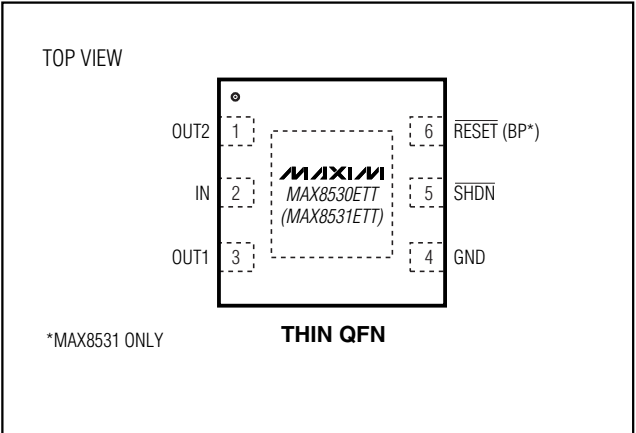 TOP VIEW
OUT2 1 6 RESET (BP*)
MAXIM
IN 2 MAX8530ETT 5 SHDN
(MAX8531ETT)
OUT1 3 4 GND
*MAX8531 ONLY
THIN QFN